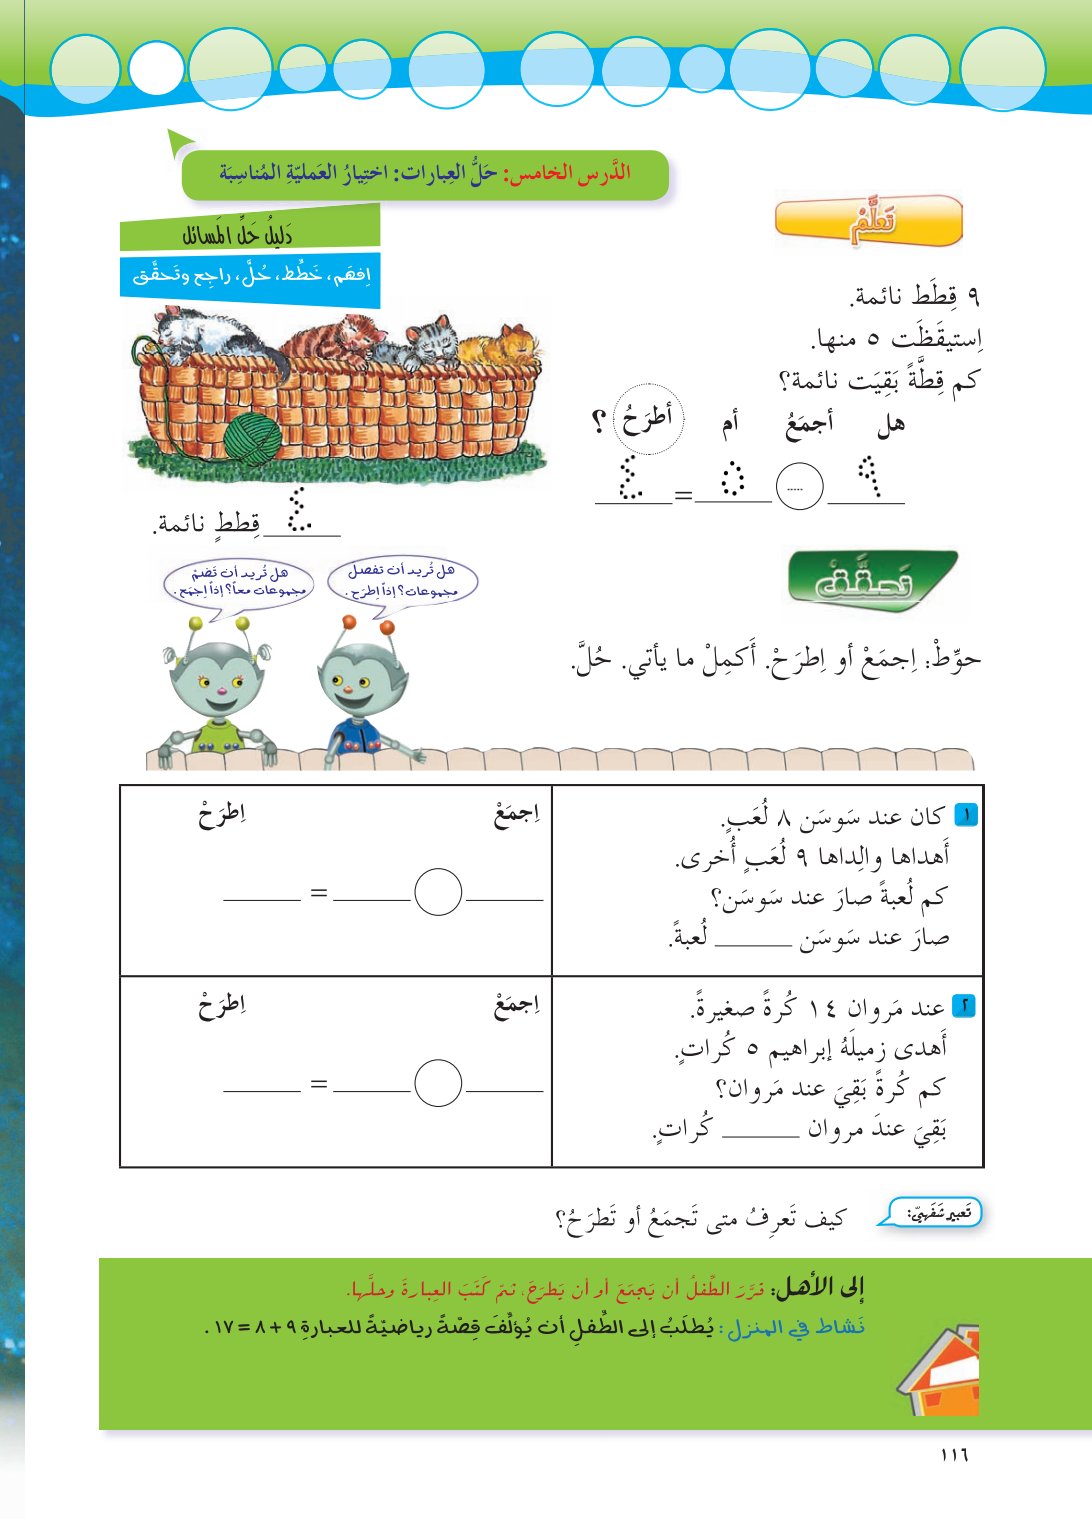 الدَّرس الخامس: حَلُّ العِبارات: اختِيارُ العَمليّةِ المُناسِبَة
تَعلَّمْ
دَليلُ حَلِّ المَسائل
اِفهَم، خَطِّط، حُلَّ، راجِح وتَحقَّق
٩ قِطَط نائمة.
اِستيقَظَت ٥ منها.
كم قِطَّةً بَقِيَت نائمة؟
هل أجمَعُ أم أطرَحُ ؟
٩ ..... ٥ = ٤
٤ قِططٍ نائمة.
تَحقَّقْ
هل تُريد أن تفصل
مجموعات؟ إذاً اِطرَح.
هل تُريد أن تَضمْ
مجموعات معاً؟ إذاً اِجمَع.
حوِّطْ: اِجمَعْ أو اِطرَحْ. أَكمِلْ ما يأتي. حُلَّ.
١ كان عند سَوسَن ٨ لُعَبٍ.
أَهداها والِداها ٩ لُعَبٍ أُخرى.
كم لُعبةً صارَ عند سَوسَن؟
صارَ عند سَوسَن ______ لُعبةً.
اِجمَعْ اِطرَحْ
______ ○ ______ = ______
٢ عند مَروان ١٤ كُرةً صغيرةً.
أَهدى زميلَهُ إبراهيم ٥ كُراتٍ.
كم كُرةً بَقِيَ عند مَروان؟
بَقِيَ عندَ مروان ______ كُراتٍ.
اِجمَعْ اِطرَحْ
______ ○ ______ = ______
تَعبير شَفَهيّ: كيف تَعرِفُ متى تَجمَعُ أو تَطرَحُ؟
إلى الأهل: قرَّرَ الطِّفلُ أن يَجمَعَ أو أن يَطرَحَ، ثمّ كَتَبَ العِبارةَ وحلَّها.
نَشاط في المنزل: يُطلَبُ إلى الطِّفلِ أن يُؤلِّفَ قِصّةً رياضيّةً للعبارةِ ٩ + ٨ = ١٧ .
١١٦